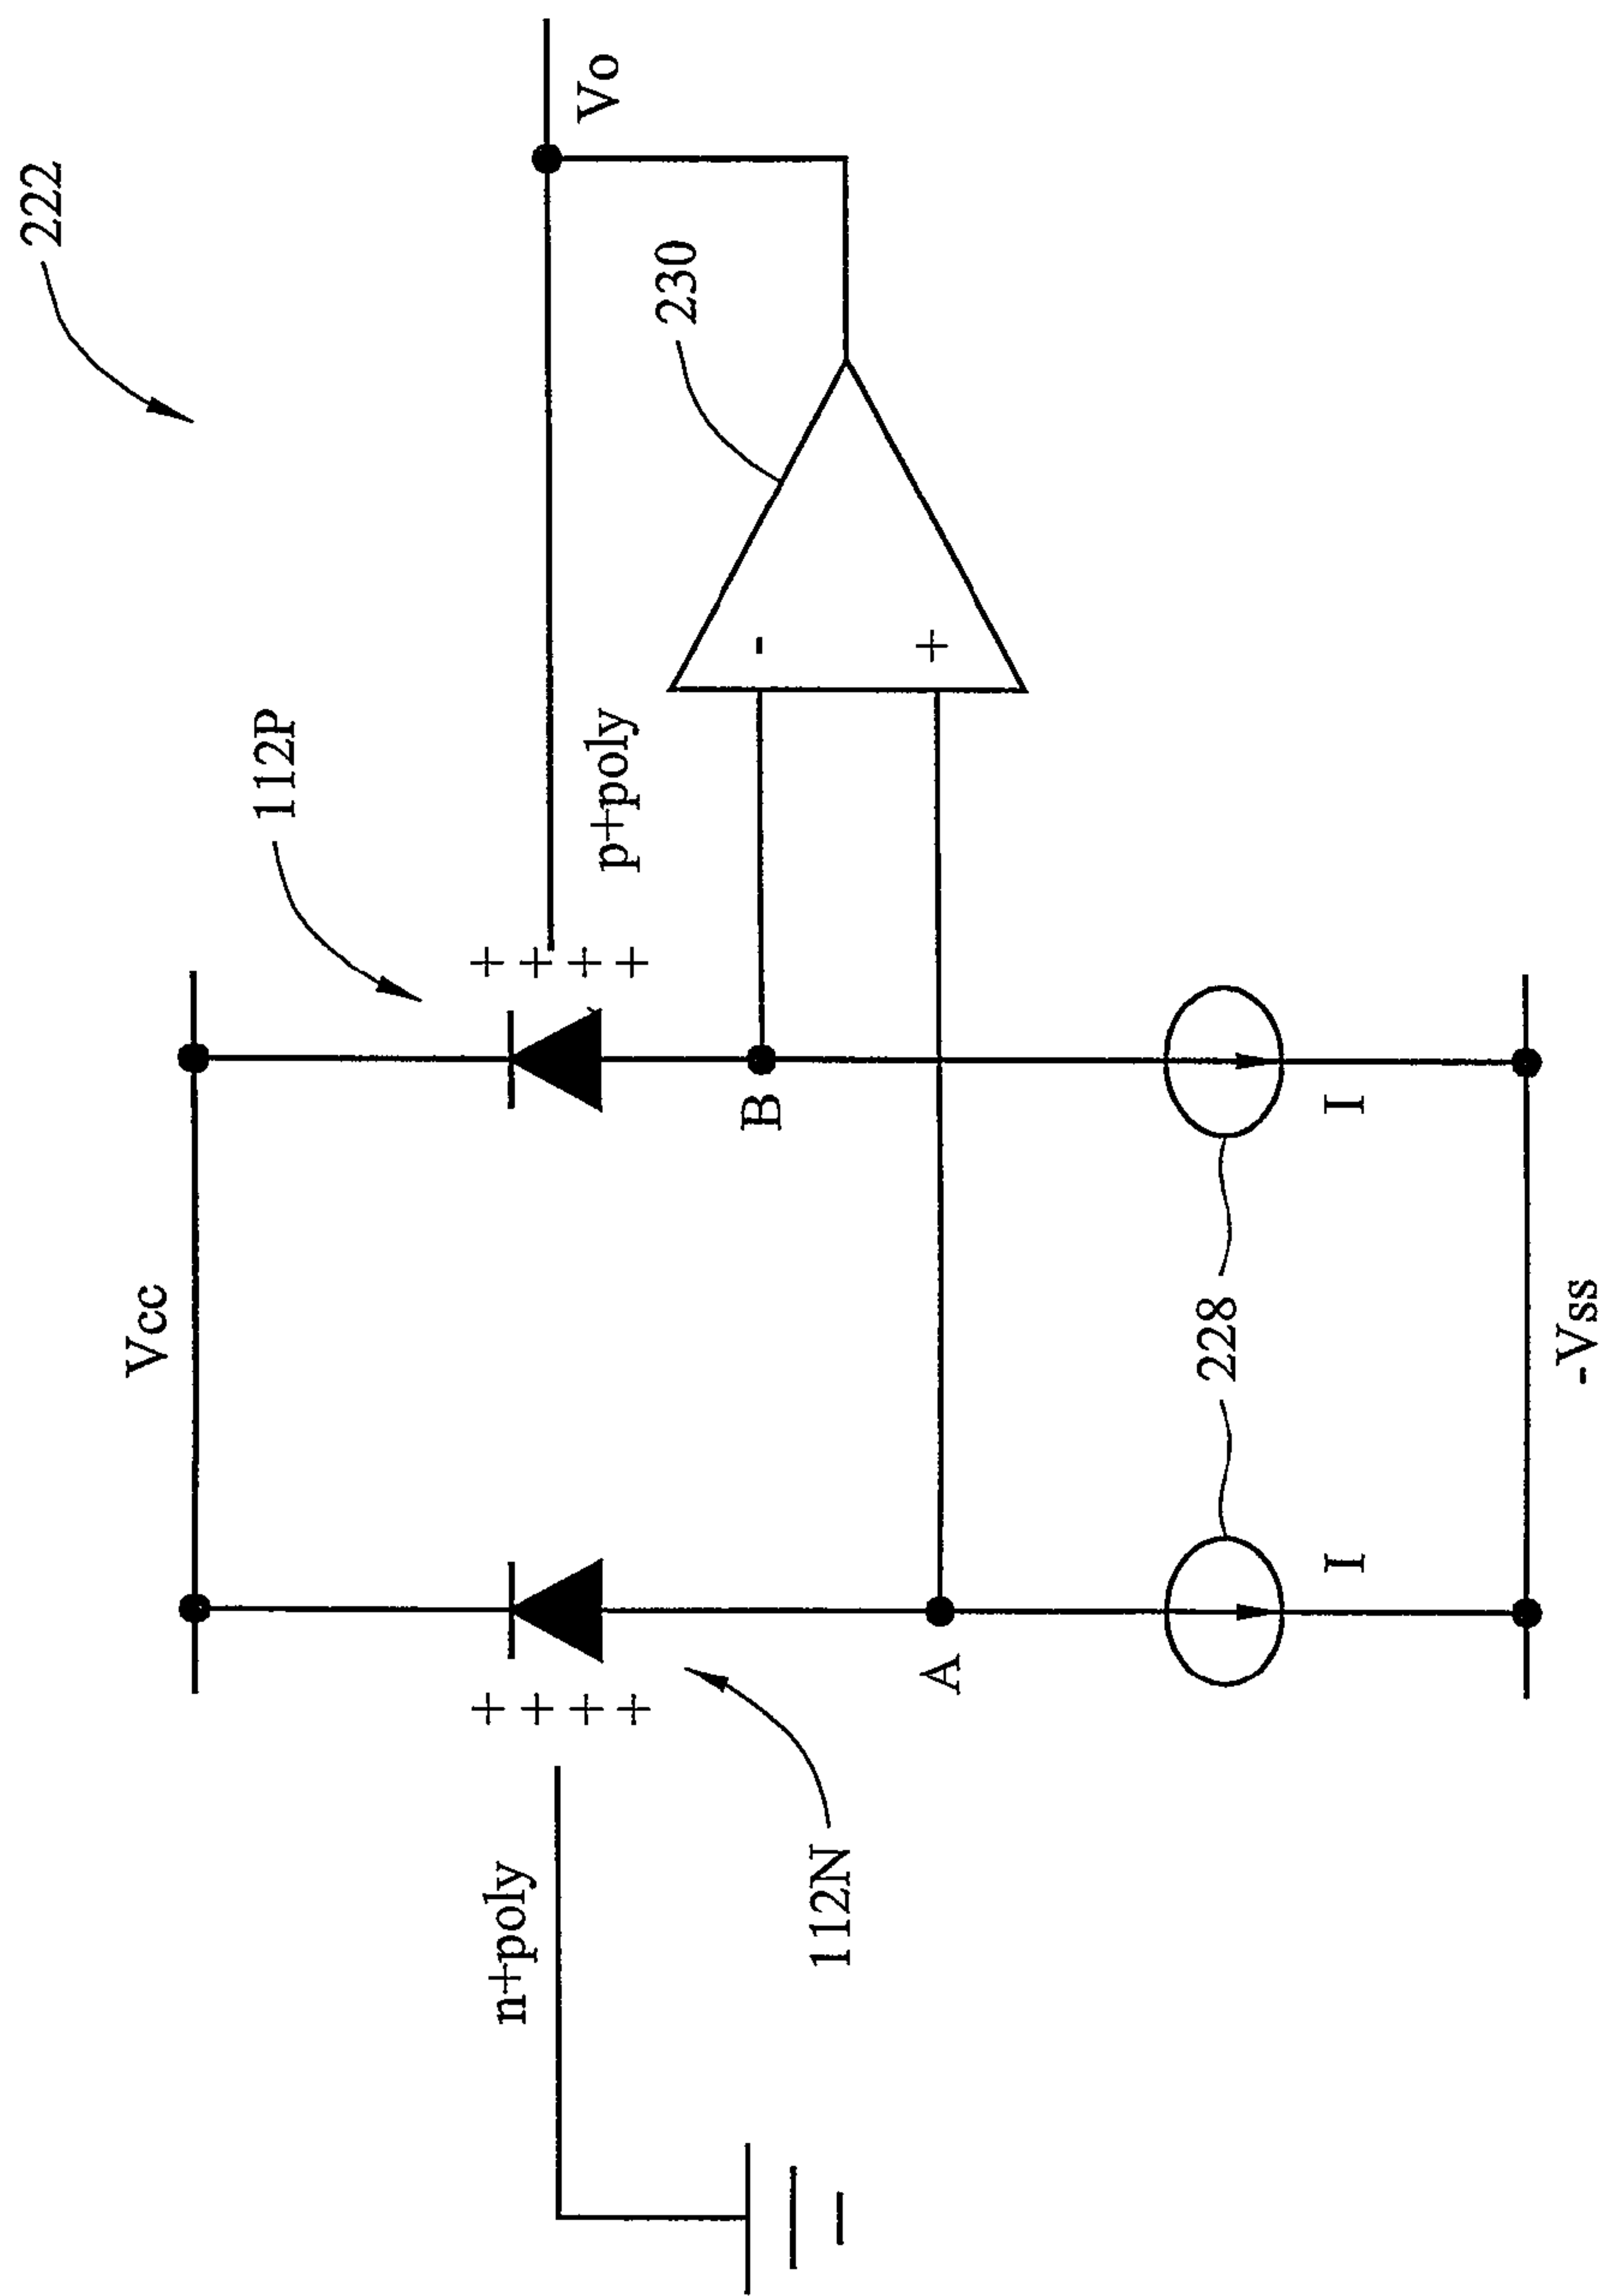 222
Vcc
112P
Vo
n+poly
++++
++++
p+poly
230
-
+
B
A
112N
228
I
I
-Vss